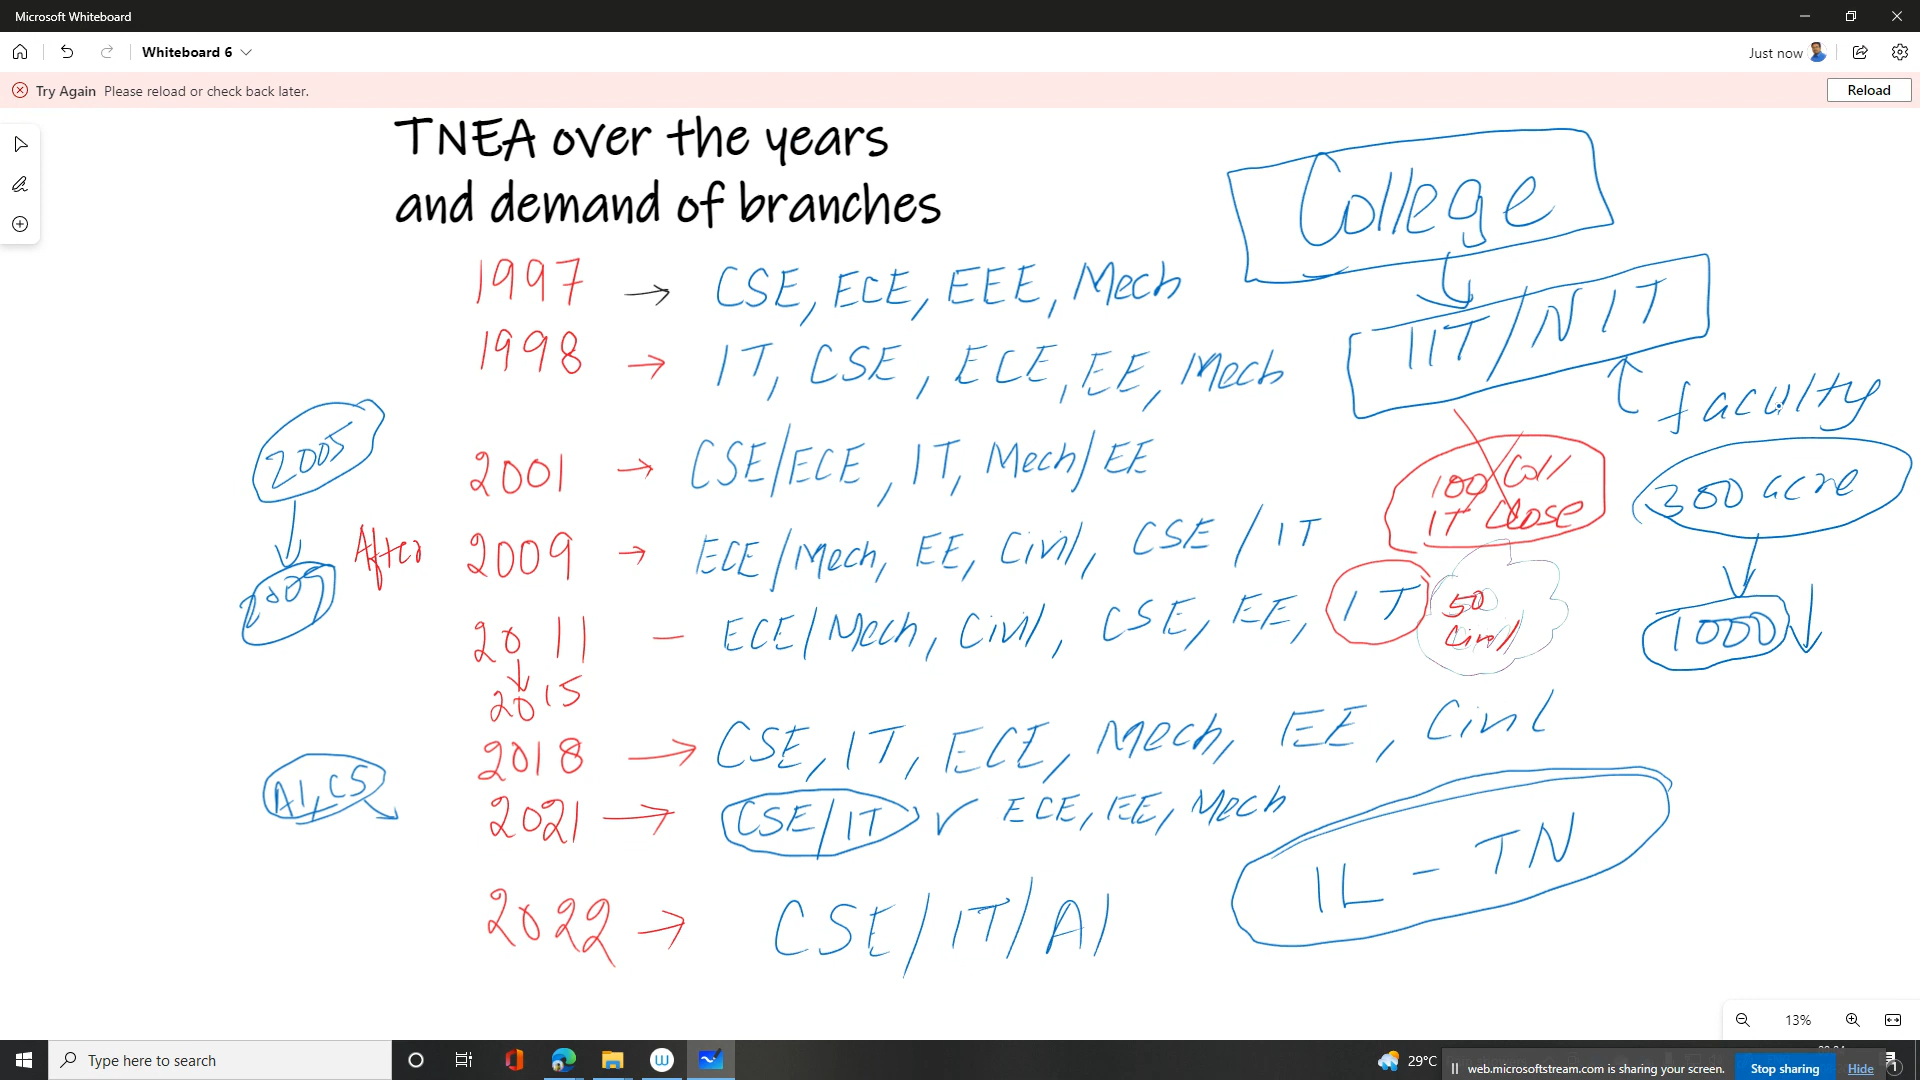 Microsoft Whiteboard
Whiteboard 6
Just now
Try Again Please reload or check back later.
Reload
TNEA over the years
and demand of branches
College
IIT/NIT
faculty
300 acre
1000
1997 → CSE, ECE, EEE, Mech
1998 → IT, CSE, ECE, EE, Mech
2005
2001 → CSE/ECE, IT, Mech/EE
100 Coll
IT Close
After 2009 → ECE/Mech, EE, Civil, CSE / IT
2009
2011 - ECE/Mech, Civil, CSE, EE, IT
50
Civil
2015
2018 → CSE, IT, ECE, Mech, EE, Civil
AI, CS
2021 → CSE/IT ✓ ECE, EE, Mech
IL - TN
2022 → CSE/IT/AI
13%
Type here to search
29°C
web.microsoftstream.com is sharing your screen.
Stop sharing
Hide
1